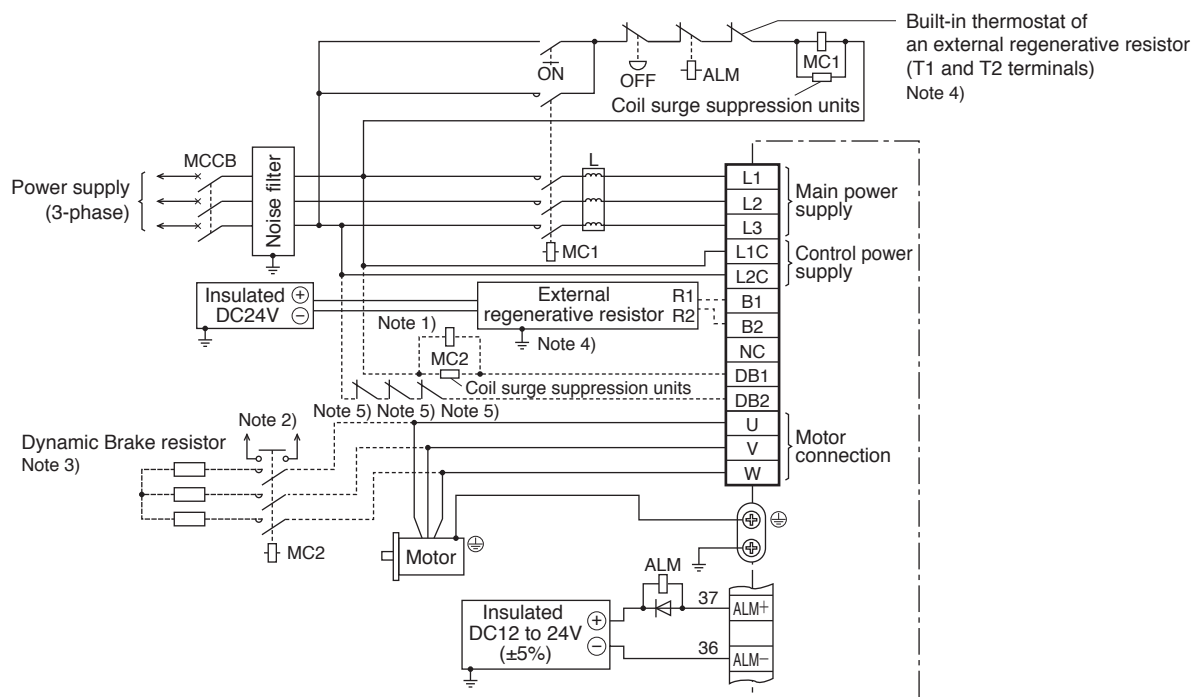 Built-in thermostat of
an external regenerative resistor
(T1 and T2 terminals)
Note 4)
ON
OFF
ALM
MC1
Coil surge suppression units
MCCB
Noise filter
L
Power supply
(3-phase)
MC1
L1
L2
L3
L1C
L2C
B1
B2
NC
DB1
DB2
U
V
W
Main power
supply
Control power
supply
Motor
connection
Insulated
DC24V
+
−
External
regenerative resistor
R1
R2
Note 4)
Note 1)
MC2
Coil surge suppression units
Note 5) Note 5) Note 5)
Note 2)
Dynamic Brake resistor
Note 3)
MC2
Motor
ALM
Insulated
DC12 to 24V
(±5%)
+
−
37
36
ALM+
ALM−